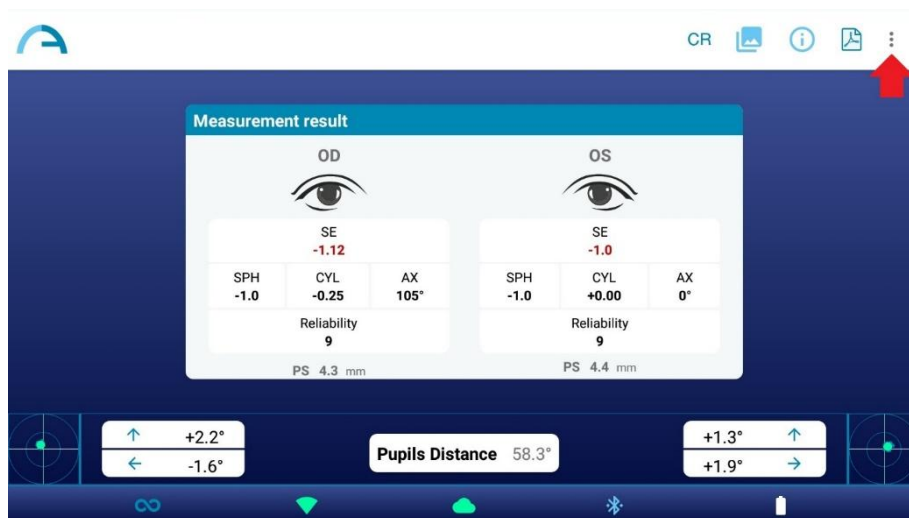 CR
Measurement result
OD
OS
SE
-1.12
SE
-1.0
SPH
-1.0
CYL
-0.25
AX
105°
SPH
-1.0
CYL
+0.00
AX
0°
Reliability
9
Reliability
9
PS 4.3 mm
PS 4.4 mm
+2.2°
-1.6°
Pupils Distance 58.3°
+1.3°
+1.9°